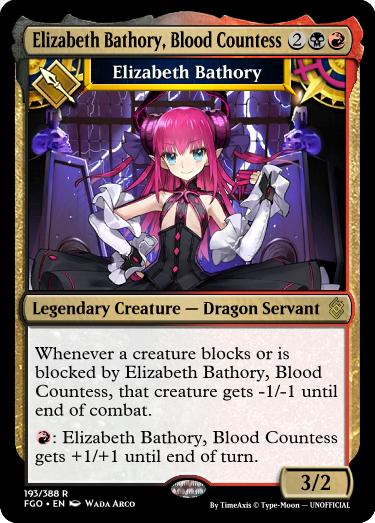 Elizabeth Bathory, Blood Countess 2
Elizabeth Bathory
Legendary Creature — Dragon Servant
Whenever a creature blocks or is
blocked by Elizabeth Bathory, Blood
Countess, that creature gets -1/-1 until
end of combat.
: Elizabeth Bathory, Blood Countess
gets +1/+1 until end of turn.
3/2
193/388 R
FGO • EN Wada Arco
By TimeAxis © Type-Moon — UNOFFICIAL